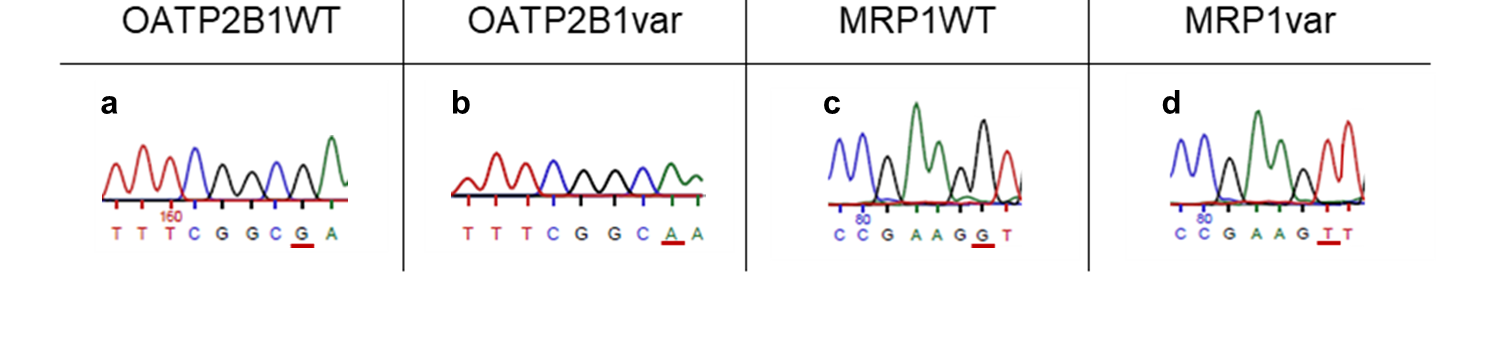 OATP2B1WT OATP2B1var MRP1WT MRP1var
a b c d
160 80 80
T T T C G G C G A T T T C G G C A A C C G A A G G T C C G A A G T T